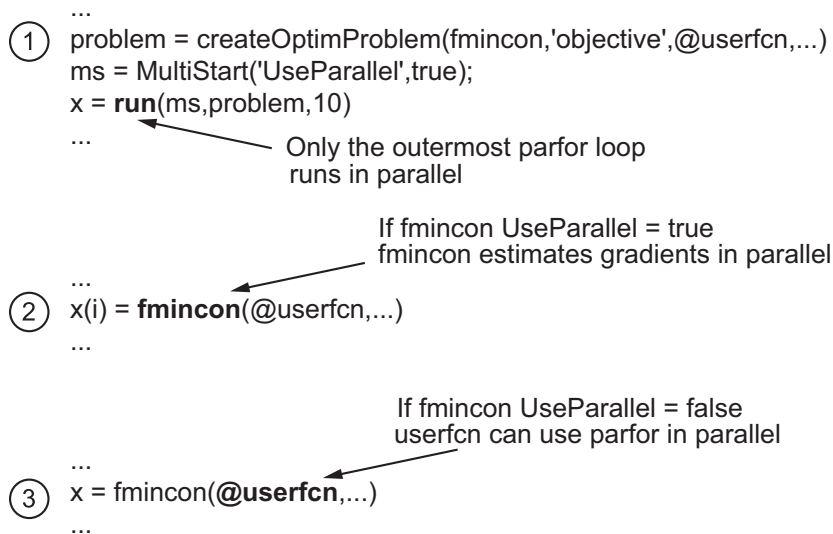 ...
1 problem = createOptimProblem(fmincon,'objective',@userfcn,...)
ms = MultiStart('UseParallel',true);
x = run(ms,problem,10)
...
Only the outermost parfor loop
runs in parallel
If fmincon UseParallel = true
fmincon estimates gradients in parallel
...
2 x(i) = fmincon(@userfcn,...)
...
If fmincon UseParallel = false
userfcn can use parfor in parallel
...
3 x = fmincon(@userfcn,...)
...